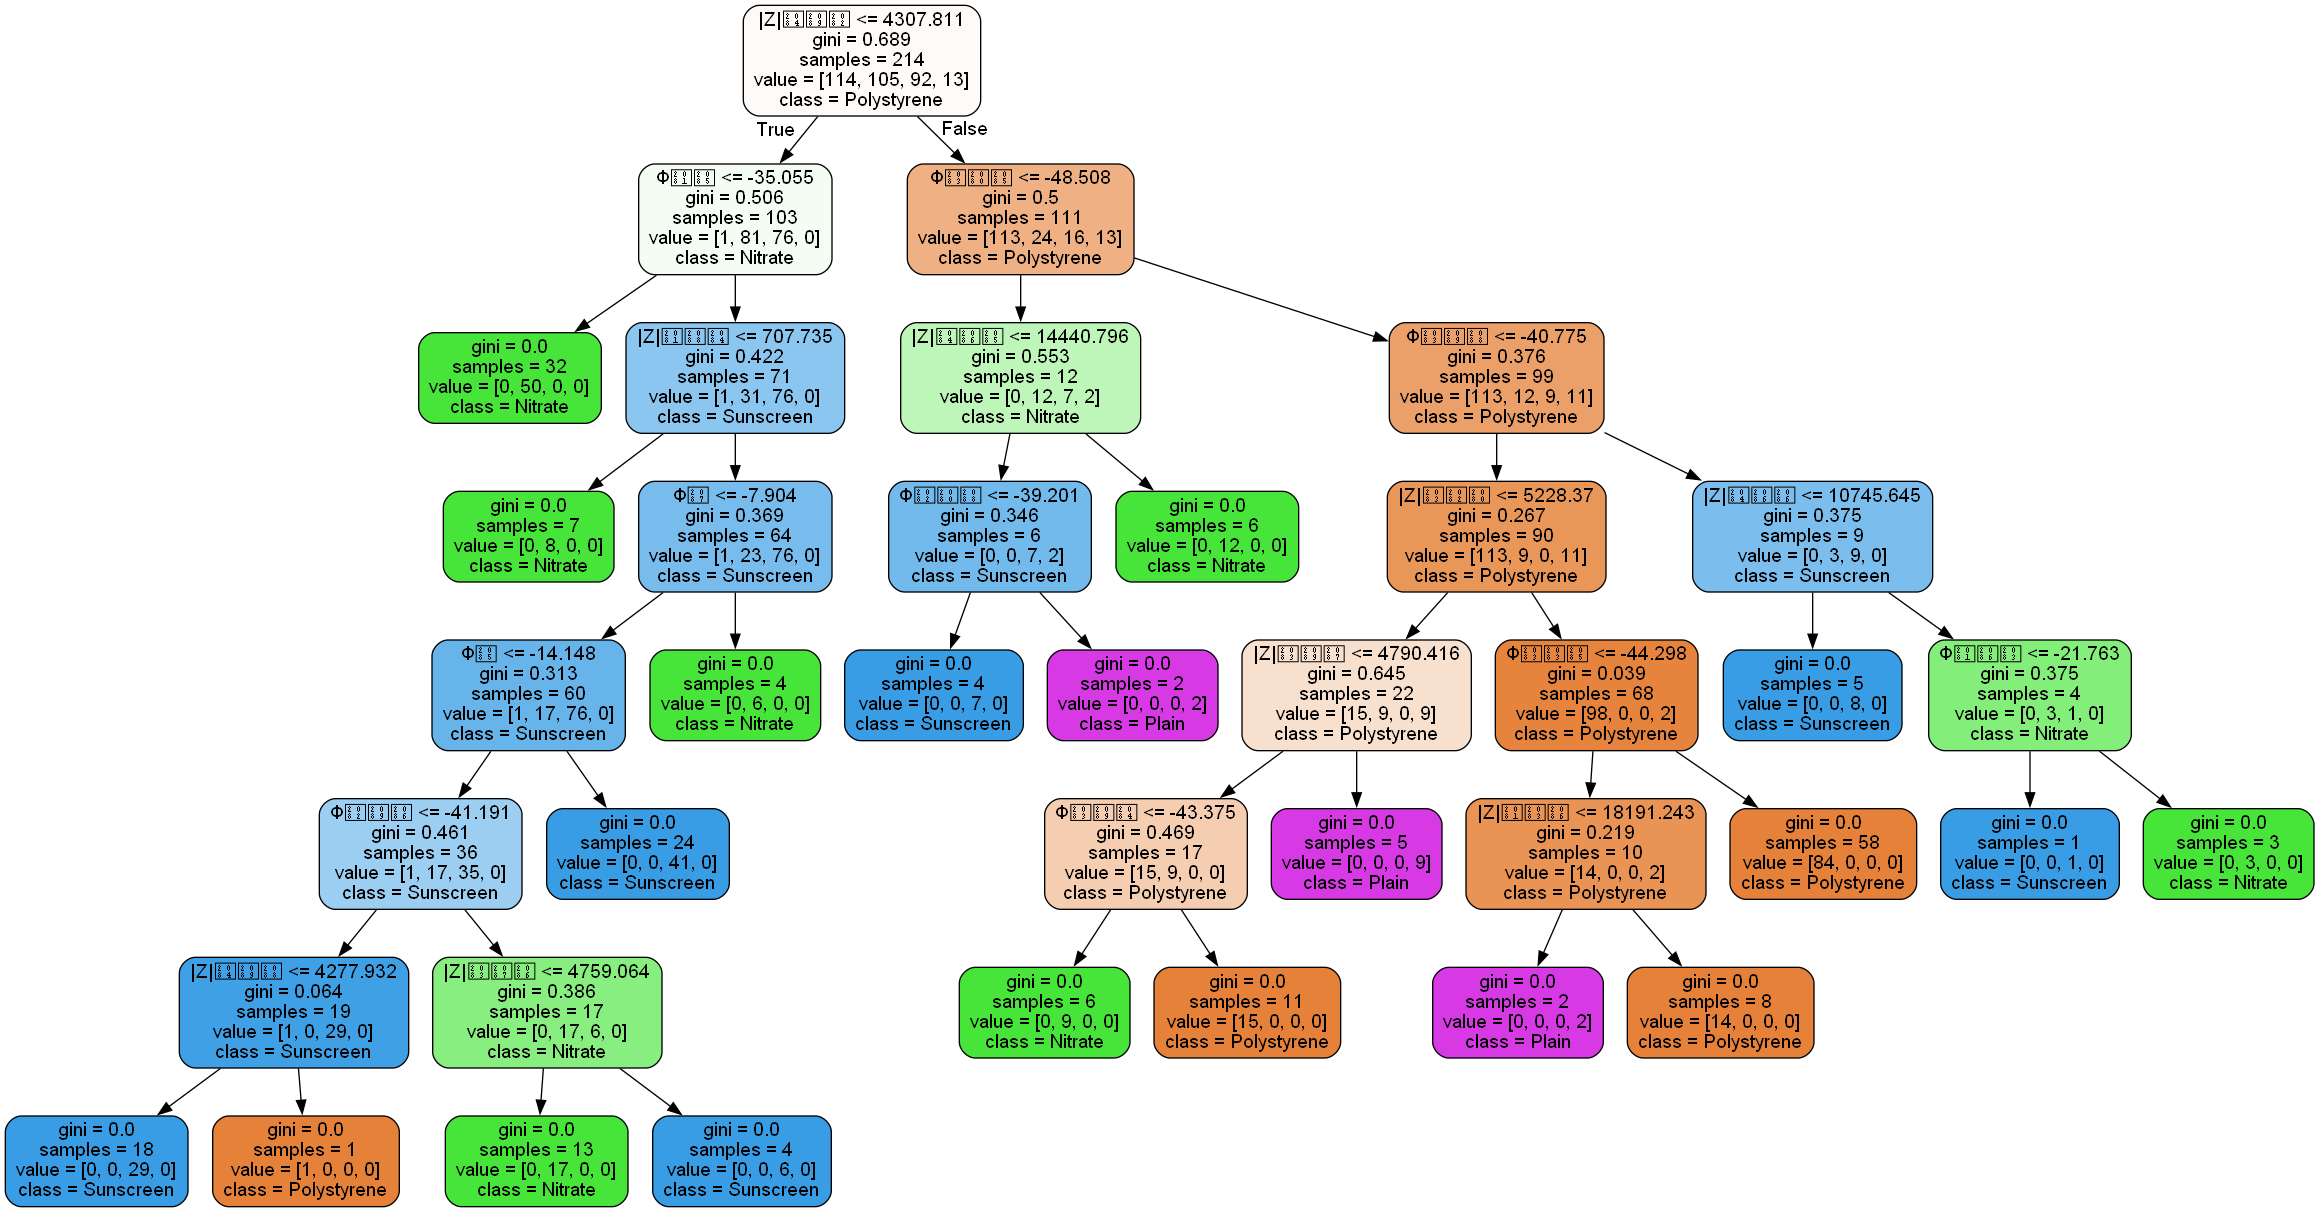 |Z| <= 4307.811
gini = 0.689
samples = 214
value = [114, 105, 92, 13]
class = Polystyrene
True
False
Φ <= -35.055
gini = 0.506
samples = 103
value = [1, 81, 76, 0]
class = Nitrate
Φ <= -48.508
gini = 0.5
samples = 111
value = [113, 24, 16, 13]
class = Polystyrene
gini = 0.0
samples = 32
value = [0, 50, 0, 0]
class = Nitrate
|Z| <= 707.735
gini = 0.422
samples = 71
value = [1, 31, 76, 0]
class = Sunscreen
|Z| <= 14440.796
gini = 0.553
samples = 12
value = [0, 12, 7, 2]
class = Nitrate
Φ <= -40.775
gini = 0.376
samples = 99
value = [113, 12, 9, 11]
class = Polystyrene
gini = 0.0
samples = 7
value = [0, 8, 0, 0]
class = Nitrate
Φ <= -7.904
gini = 0.369
samples = 64
value = [1, 23, 76, 0]
class = Sunscreen
Φ <= -39.201
gini = 0.346
samples = 6
value = [0, 0, 7, 2]
class = Sunscreen
gini = 0.0
samples = 6
value = [0, 12, 0, 0]
class = Nitrate
|Z| <= 5228.37
gini = 0.267
samples = 90
value = [113, 9, 0, 11]
class = Polystyrene
|Z| <= 10745.645
gini = 0.375
samples = 9
value = [0, 3, 9, 0]
class = Sunscreen
Φ <= -14.148
gini = 0.313
samples = 60
value = [1, 17, 76, 0]
class = Sunscreen
gini = 0.0
samples = 4
value = [0, 6, 0, 0]
class = Nitrate
gini = 0.0
samples = 4
value = [0, 0, 7, 0]
class = Sunscreen
gini = 0.0
samples = 2
value = [0, 0, 0, 2]
class = Plain
|Z| <= 4790.416
gini = 0.645
samples = 22
value = [15, 9, 0, 9]
class = Polystyrene
Φ <= -44.298
gini = 0.039
samples = 68
value = [98, 0, 0, 2]
class = Polystyrene
gini = 0.0
samples = 5
value = [0, 0, 8, 0]
class = Sunscreen
Φ <= -21.763
gini = 0.375
samples = 4
value = [0, 3, 1, 0]
class = Nitrate
Φ <= -41.191
gini = 0.461
samples = 36
value = [1, 17, 35, 0]
class = Sunscreen
gini = 0.0
samples = 24
value = [0, 0, 41, 0]
class = Sunscreen
Φ <= -43.375
gini = 0.469
samples = 17
value = [15, 9, 0, 0]
class = Polystyrene
gini = 0.0
samples = 5
value = [0, 0, 0, 9]
class = Plain
|Z| <= 18191.243
gini = 0.219
samples = 10
value = [14, 0, 0, 2]
class = Polystyrene
gini = 0.0
samples = 58
value = [84, 0, 0, 0]
class = Polystyrene
gini = 0.0
samples = 1
value = [0, 0, 1, 0]
class = Sunscreen
gini = 0.0
samples = 3
value = [0, 3, 0, 0]
class = Nitrate
|Z| <= 4277.932
gini = 0.064
samples = 19
value = [1, 0, 29, 0]
class = Sunscreen
|Z| <= 4759.064
gini = 0.386
samples = 17
value = [0, 17, 6, 0]
class = Nitrate
gini = 0.0
samples = 6
value = [0, 9, 0, 0]
class = Nitrate
gini = 0.0
samples = 11
value = [15, 0, 0, 0]
class = Polystyrene
gini = 0.0
samples = 2
value = [0, 0, 0, 2]
class = Plain
gini = 0.0
samples = 8
value = [14, 0, 0, 0]
class = Polystyrene
gini = 0.0
samples = 18
value = [0, 0, 29, 0]
class = Sunscreen
gini = 0.0
samples = 1
value = [1, 0, 0, 0]
class = Polystyrene
gini = 0.0
samples = 13
value = [0, 17, 0, 0]
class = Nitrate
gini = 0.0
samples = 4
value = [0, 0, 6, 0]
class = Sunscreen